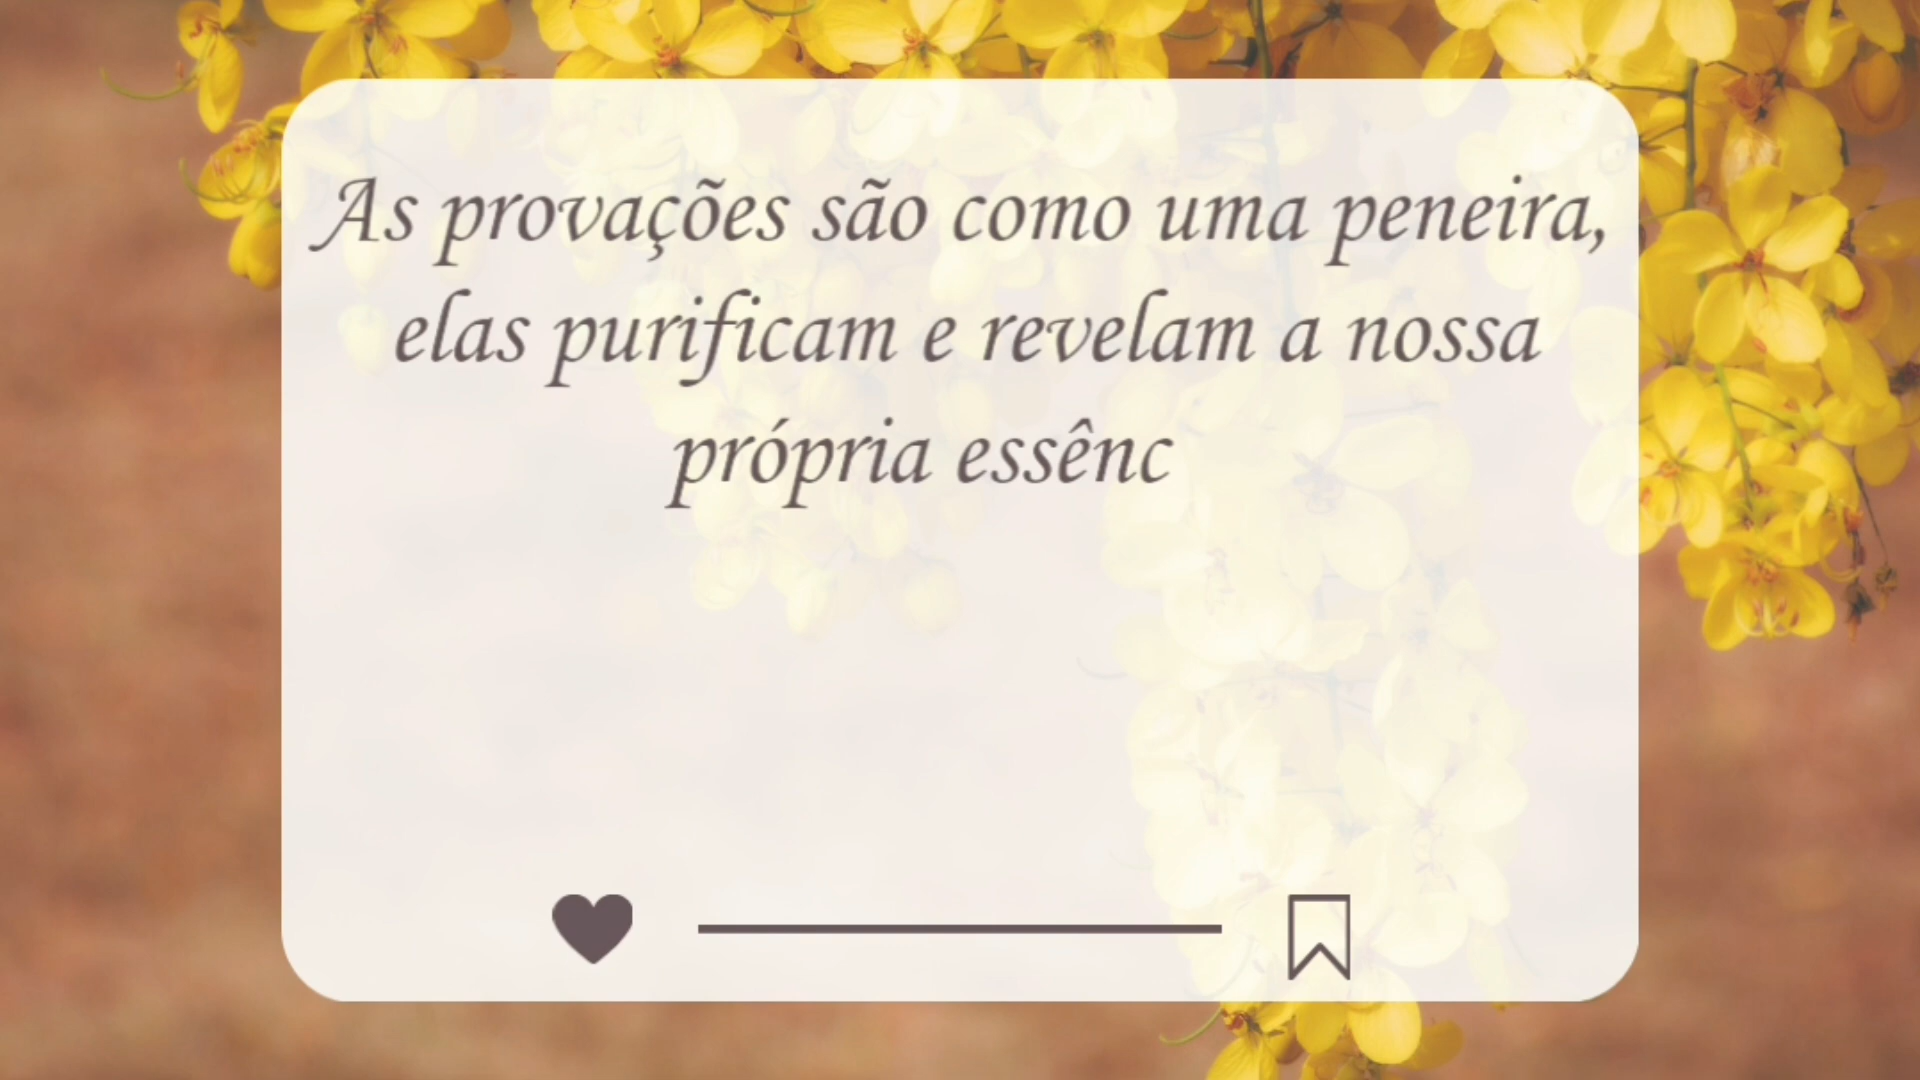 As provações são como uma peneira,
elas purificam e revelam a nossa
própria essênc